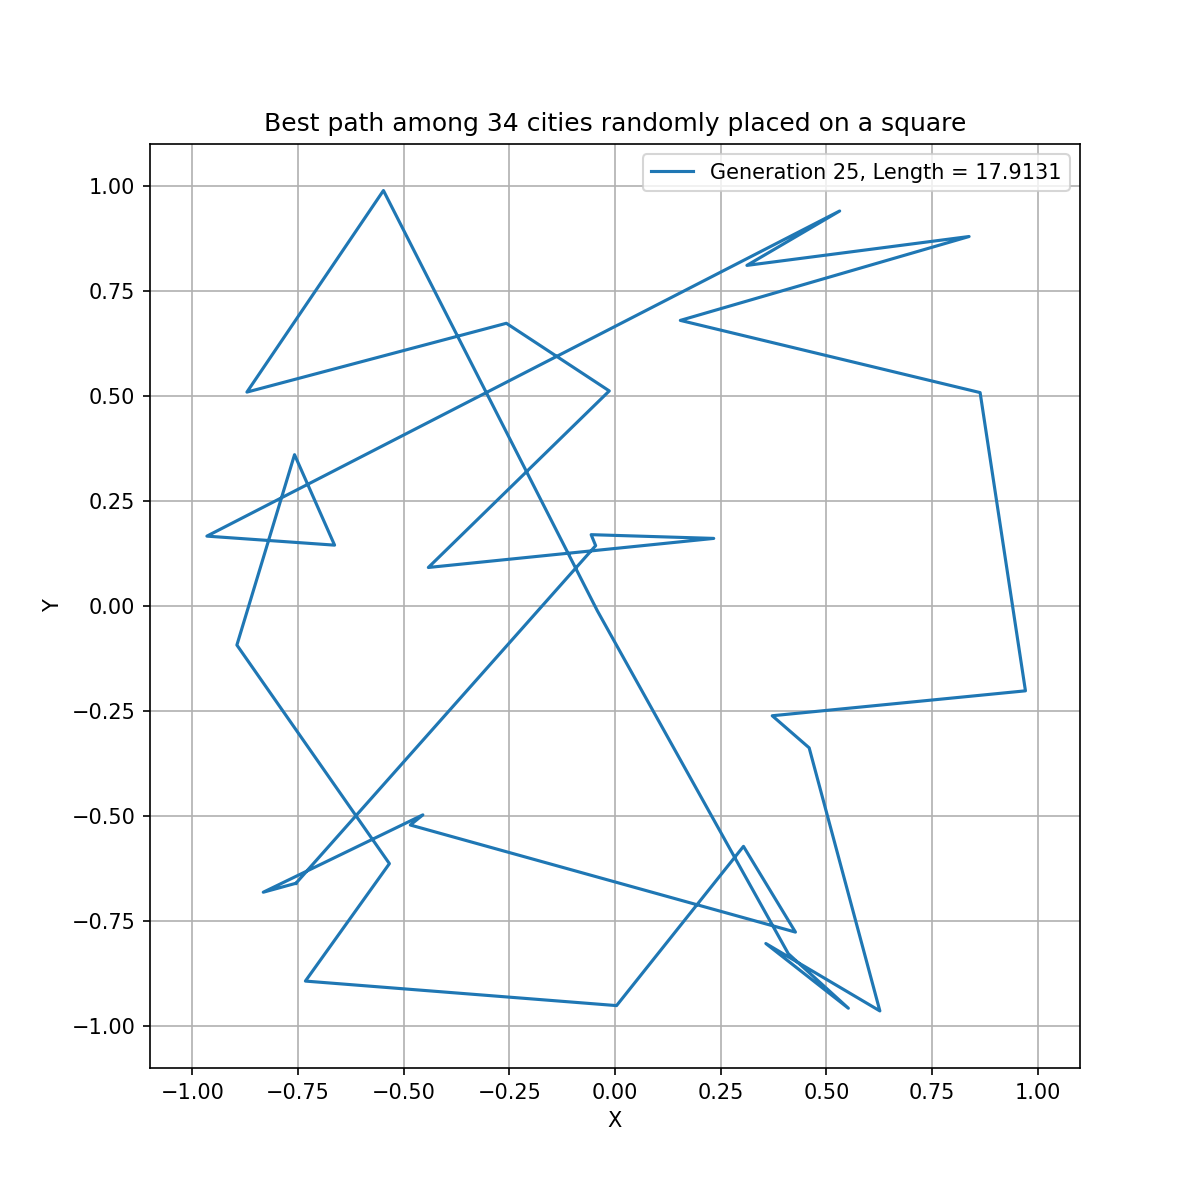 Best path among 34 cities randomly placed on a square
Generation 25, Length = 17.9131
1.00
0.75
0.50
0.25
0.00
−0.25
−0.50
−0.75
−1.00
Y
−1.00 −0.75 −0.50 −0.25 0.00 0.25 0.50 0.75 1.00
X